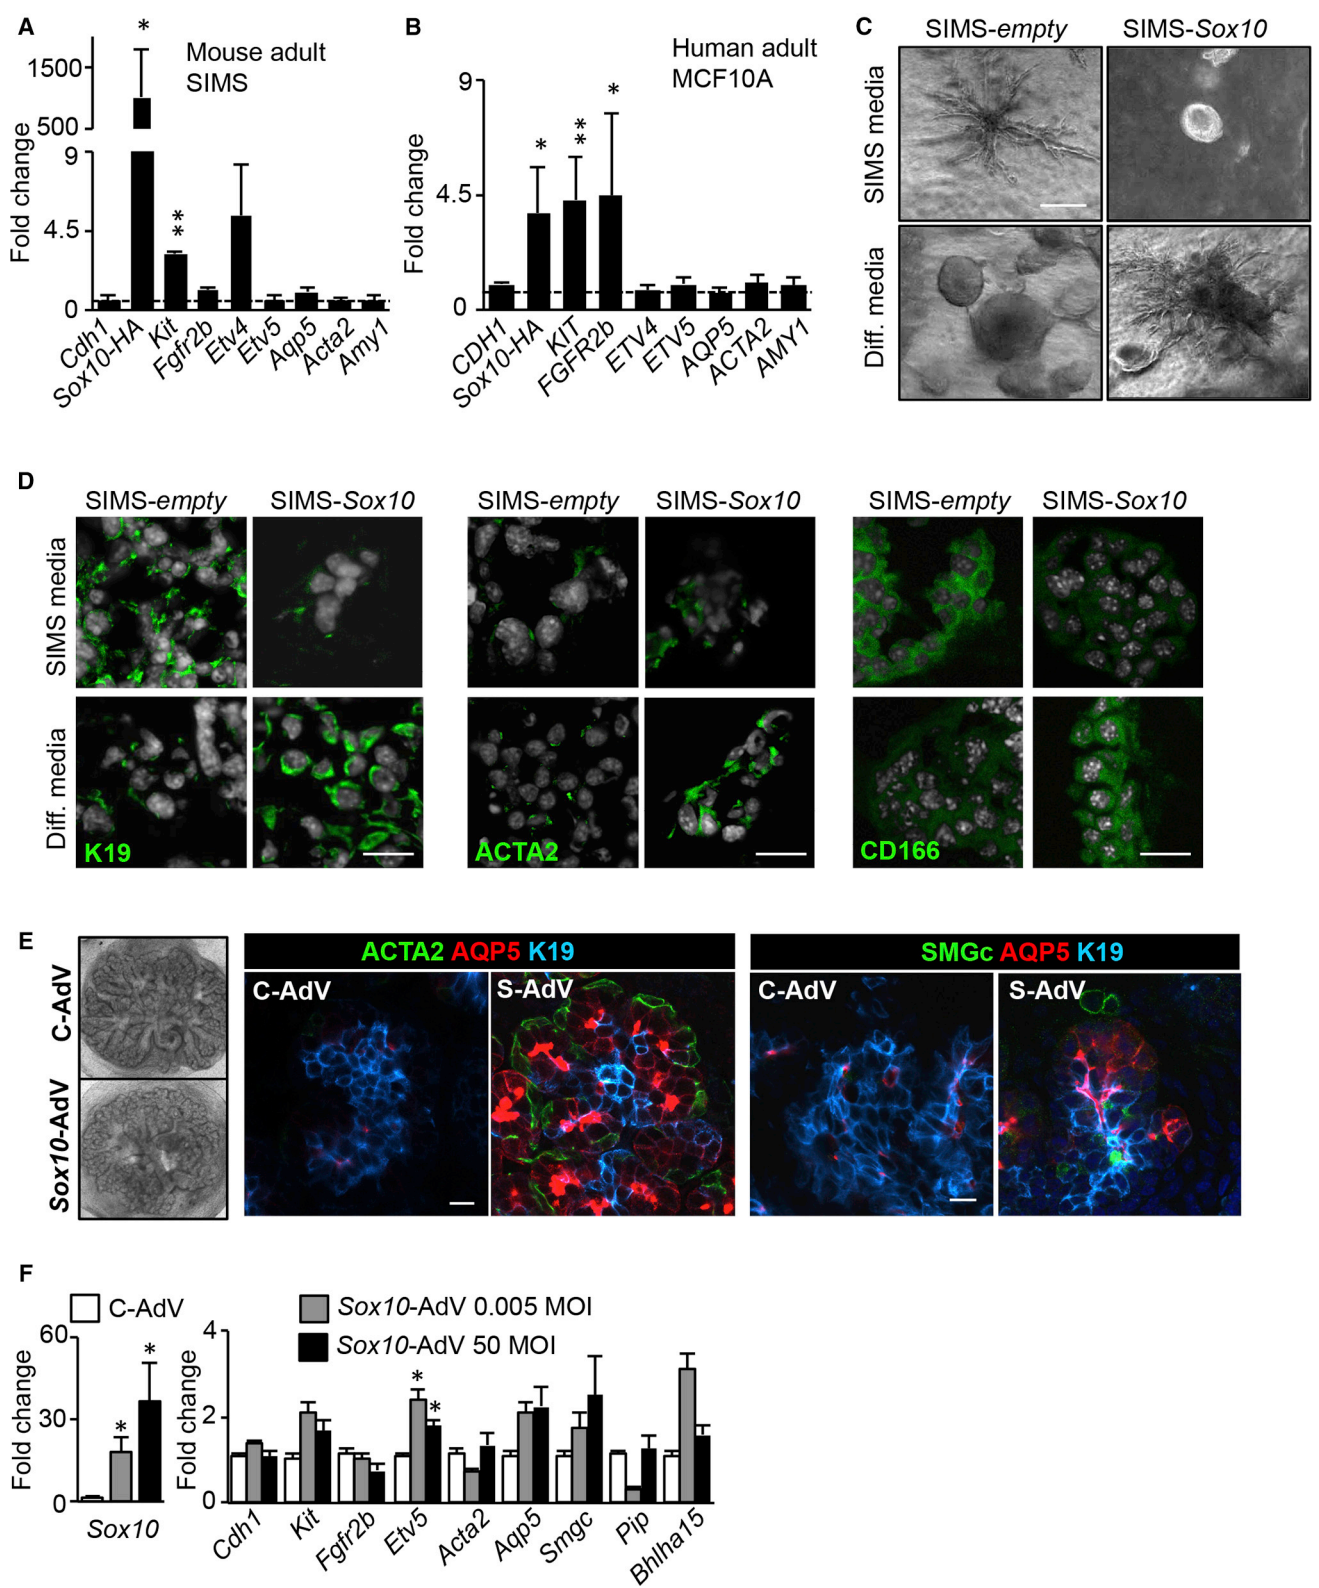 A
*
Mouse adult
SIMS
1500
500
9
4.5
0
Fold change
**
Cdh1
Sox10-HA
Kit
Fgfr2b
Etv4
Etv5
Aqp5
Acta2
Amy1
B
Human adult
MCF10A
9
4.5
0
Fold change
*
**
*
CDH1
Sox10-HA
KIT
FGFR2b
ETV4
ETV5
AQP5
ACTA2
AMY1
C
SIMS-empty
SIMS-Sox10
SIMS media
Diff. media
D
SIMS-empty
SIMS-Sox10
SIMS-empty
SIMS-Sox10
SIMS-empty
SIMS-Sox10
SIMS media
Diff. media
K19
ACTA2
CD166
E
C-AdV
Sox10-AdV
ACTA2 AQP5 K19
C-AdV
S-AdV
SMGc AQP5 K19
C-AdV
S-AdV
F
C-AdV
Sox10-AdV 0.005 MOI
Sox10-AdV 50 MOI
60
30
0
Fold change
*
*
Sox10
4
2
0
Fold change
*
*
Cdh1
Kit
Fgfr2b
Etv5
Acta2
Aqp5
Smgc
Pip
Bhlha15